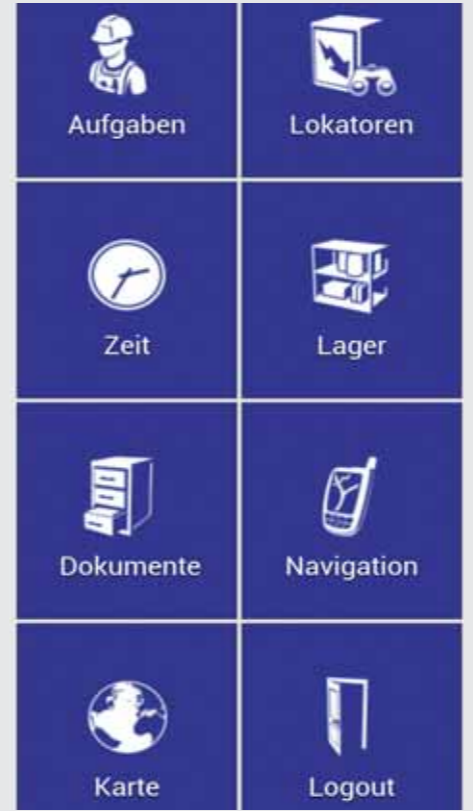 Aufgaben
Lokatoren
Zeit
Lager
Dokumente
Navigation
Karte
Logout